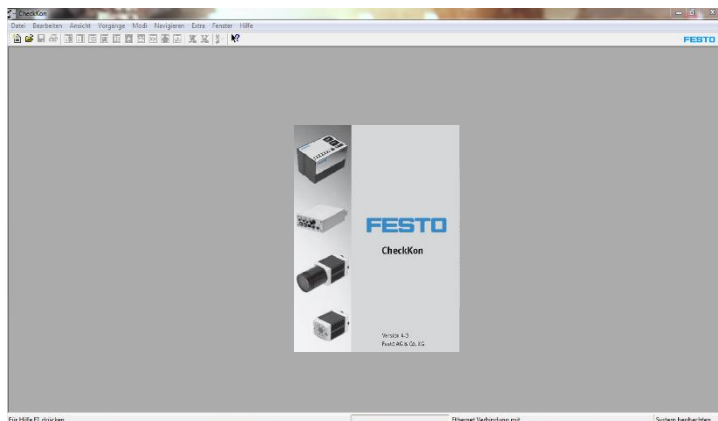 CheckKon
Datei Bearbeiten Ansicht Vorgänge Modi Navigieren Extra Fenster Hilfe
FESTO
FESTO
CheckKon
Version 4.3
Festo AG & Co. KG
Für Hilfe F1 drücken
Ethernet Verbindung mit
System beobachten